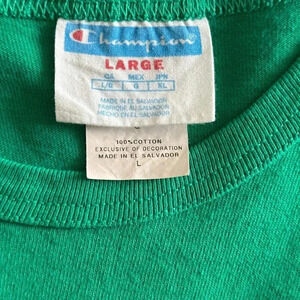 Champion
LARGE
CA MEX JPN
L/G G XL
MADE IN EL SALVADOR
FABRIQUÉ AU SALVADOR
HECHO EN EL SALVADOR
100% COTTON
EXCLUSIVE OF DECORATION
MADE IN EL SALVADOR
L